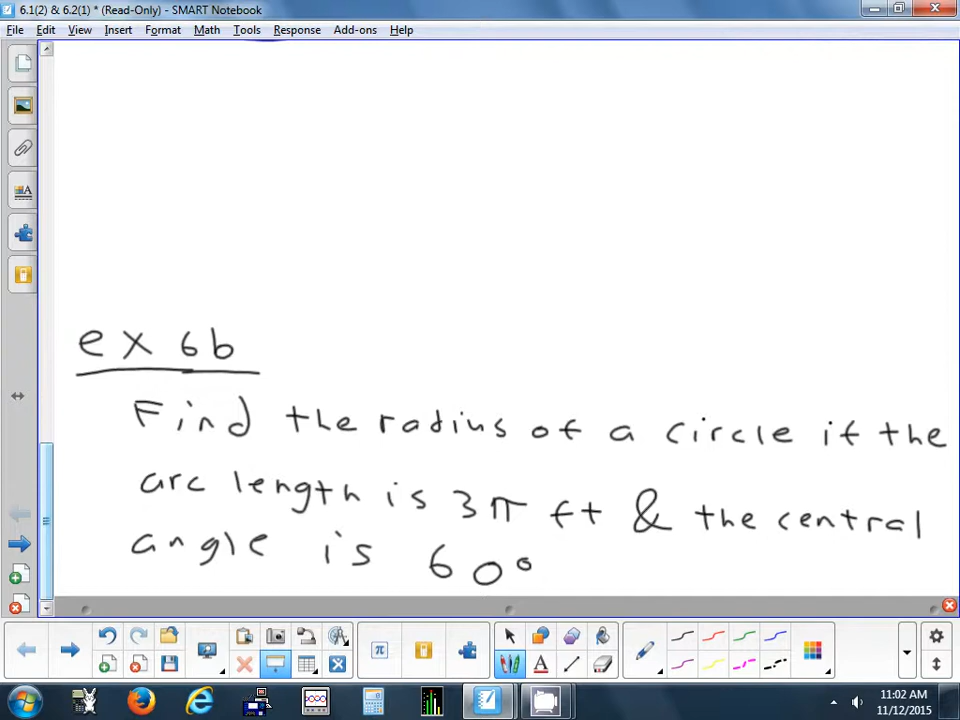 6.1(2) & 6.2(1) * (Read-Only) - SMART Notebook
File Edit View Insert Format Math Tools Response Add-ons Help
ex 6b
Find the radius of a circle if the
arc length is 3π ft & the central
angle is 60°
11:02 AM
11/12/2015